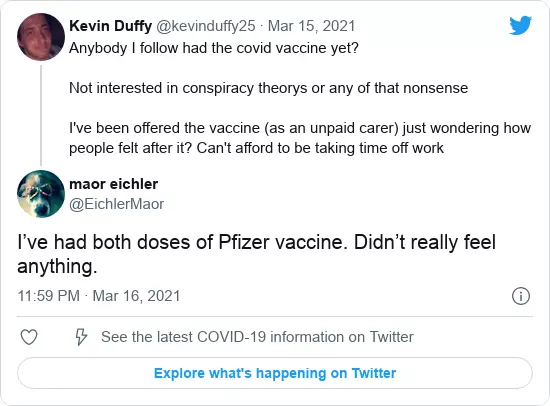 Kevin Duffy @kevinduffy25 · Mar 15, 2021
Anybody I follow had the covid vaccine yet?
Not interested in conspiracy theorys or any of that nonsense
I've been offered the vaccine (as an unpaid carer) just wondering how
people felt after it? Can't afford to be taking time off work
maor eichler
@EichlerMaor
I've had both doses of Pfizer vaccine. Didn't really feel
anything.
11:59 PM · Mar 16, 2021
See the latest COVID-19 information on Twitter
Explore what's happening on Twitter